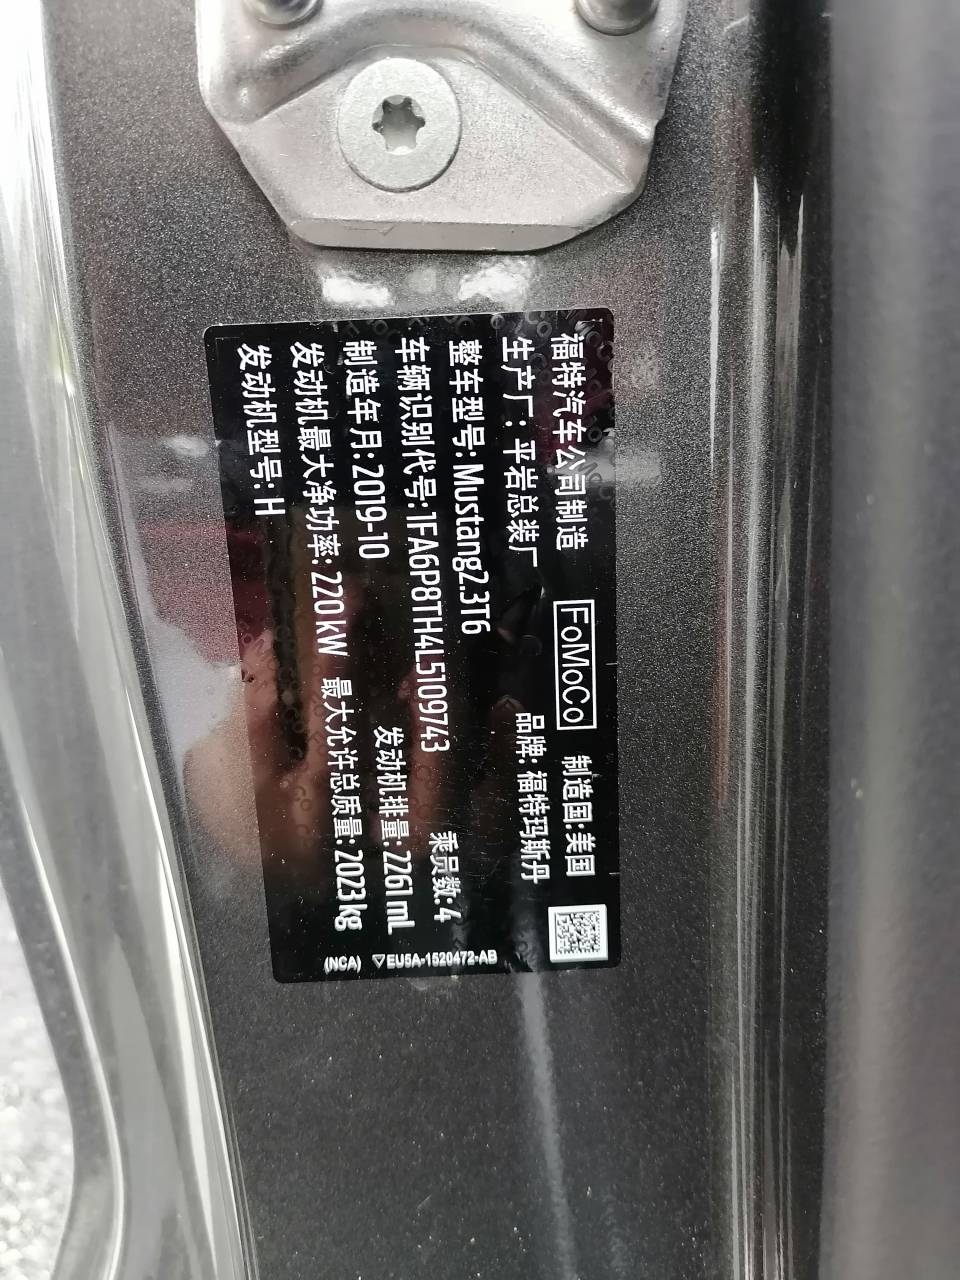 福特汽车公司制造 FoMoCo 制造国:美国
生产厂: 平岩总装厂 品牌: 福特玛斯丹
整车型号: Mustang2.3T6
车辆识别代号: 1FA6P8TH4L5109743 乘员数: 4
制造年月: 2019-10 发动机排量: 2261 mL
发动机最大净功率: 220 kW 最大允许总质量: 2023 kg
发动机型号: H
(NCA) ▽EU5A-1520472-AB